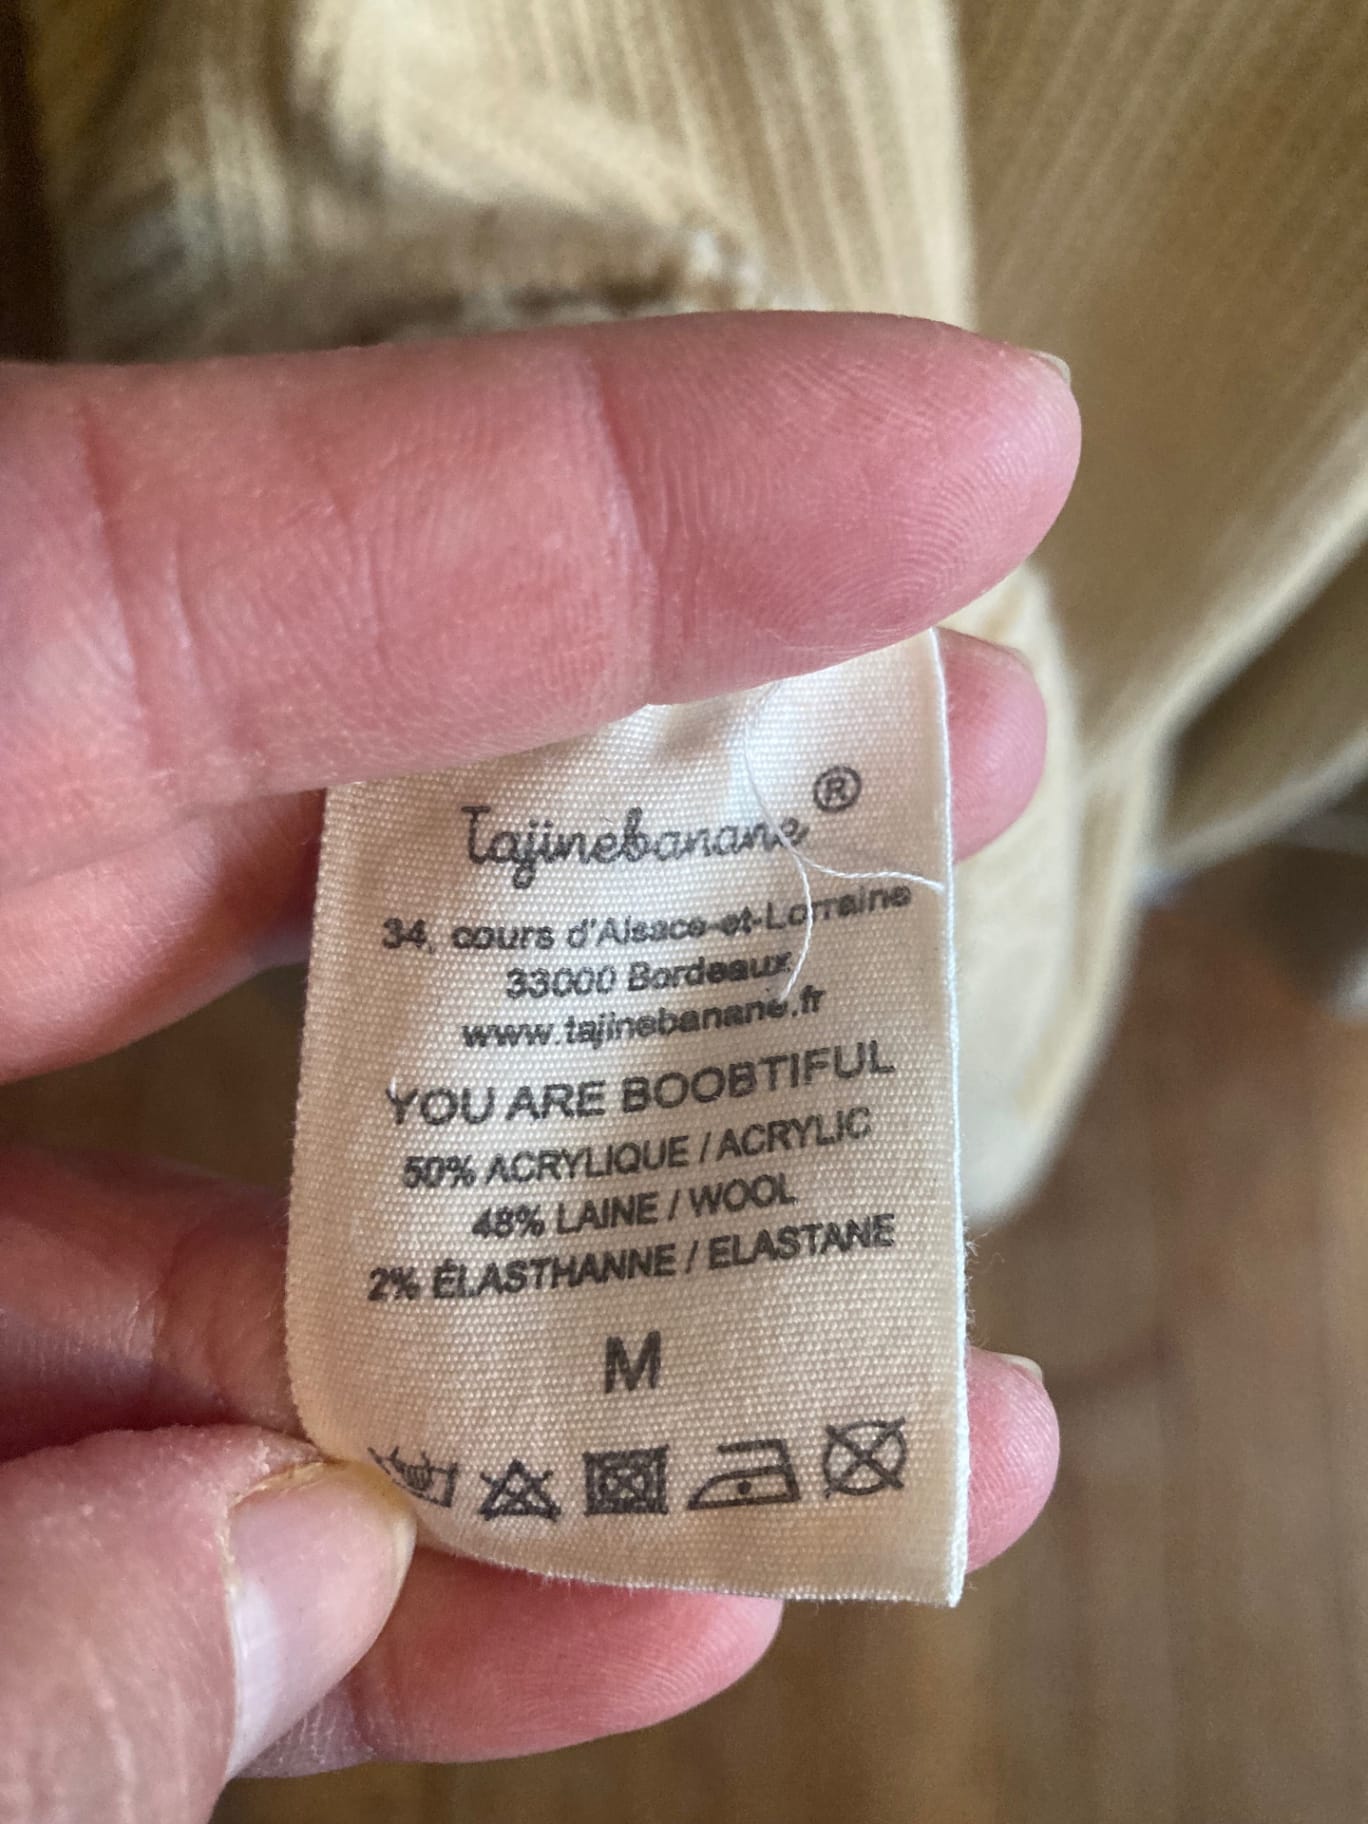 Tajinebanane ®
34, cours d'Alsace-et-Lorraine
33000 Bordeaux
www.tajinebanane.fr
YOU ARE BOOBTIFUL
50% ACRYLIQUE / ACRYLIC
48% LAINE / WOOL
2% ÉLASTHANNE / ELASTANE
M